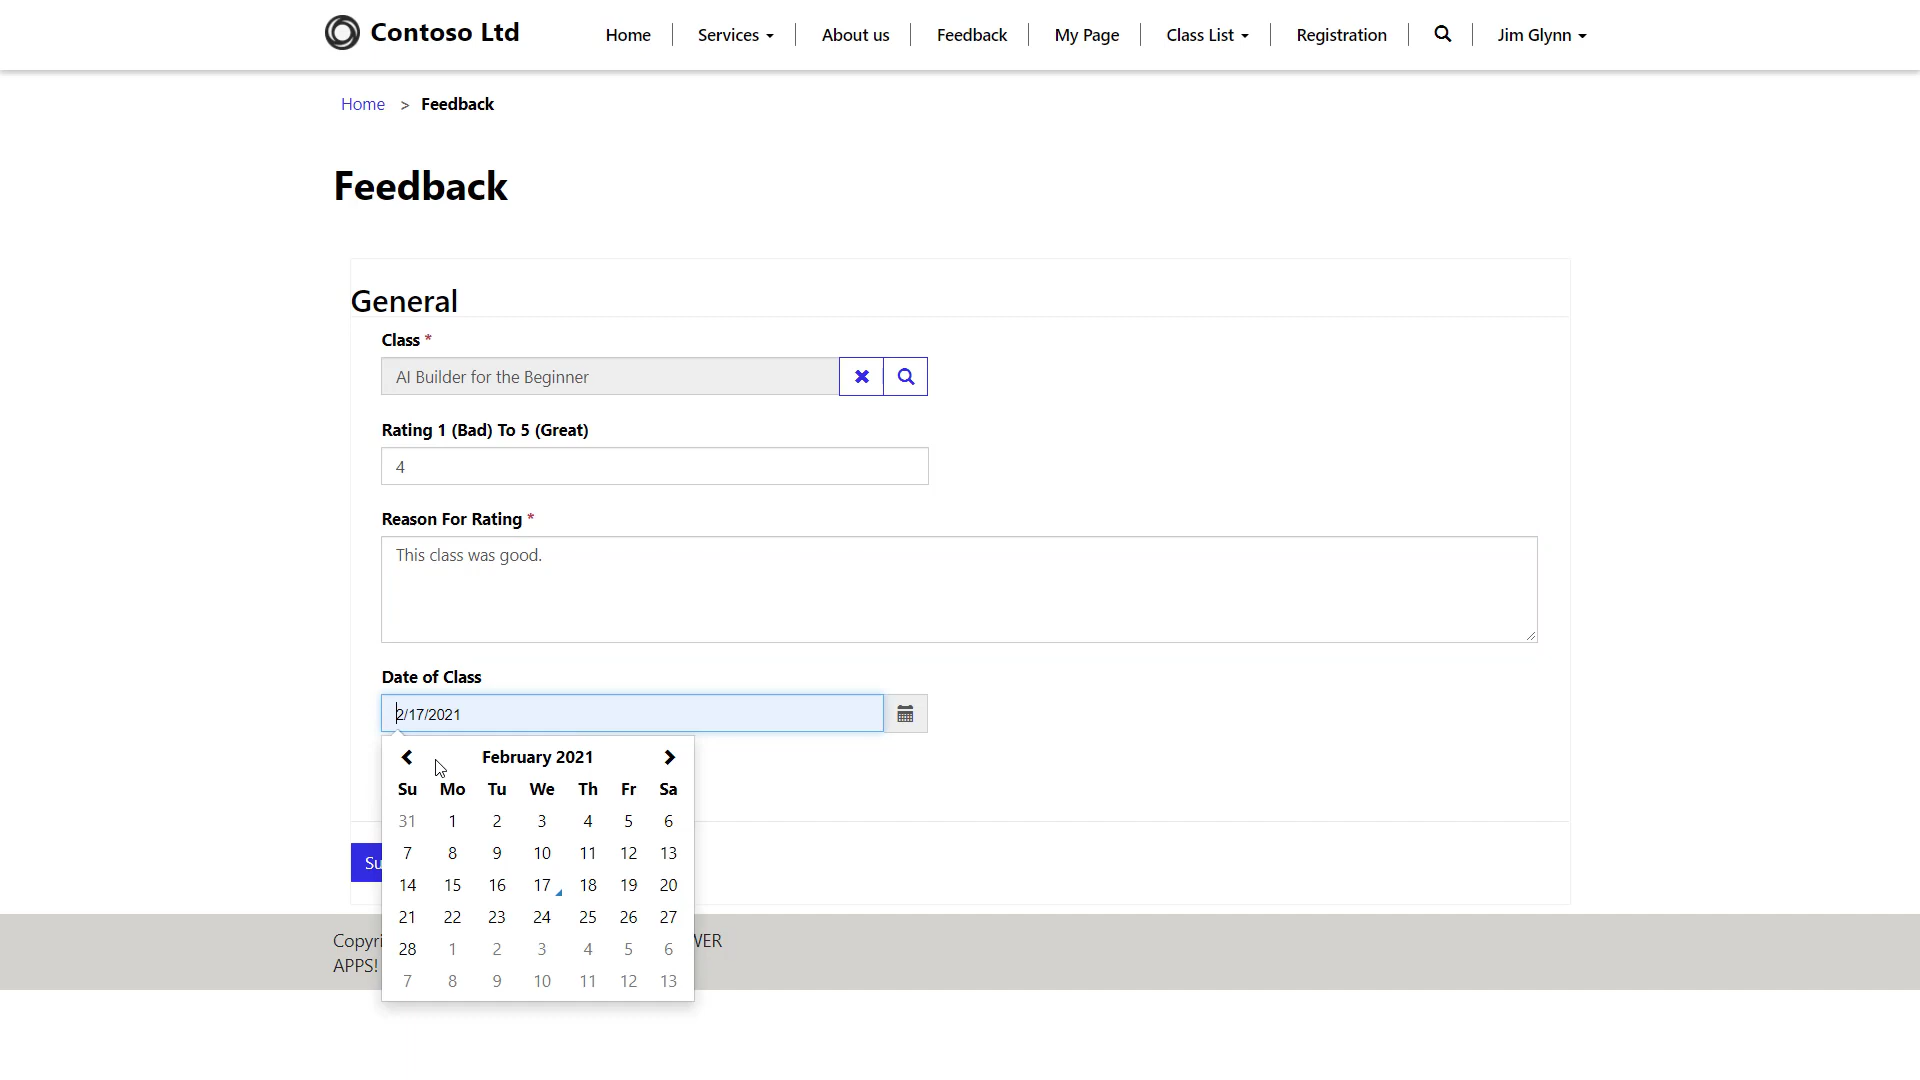 Contoso Ltd
Home
Services
About us
Feedback
My Page
Class List
Registration
Jim Glynn
Home > Feedback
Feedback
General
Class *
AI Builder for the Beginner
Rating 1 (Bad) To 5 (Great)
4
Reason For Rating *
This class was good.
Date of Class
2/17/2021
February 2021
Su Mo Tu We Th Fr Sa
31 1 2 3 4 5 6
7 8 9 10 11 12 13
14 15 16 17 18 19 20
21 22 23 24 25 26 27
28 1 2 3 4 5 6
7 8 9 10 11 12 13
Su
Copyri WER
APPS!